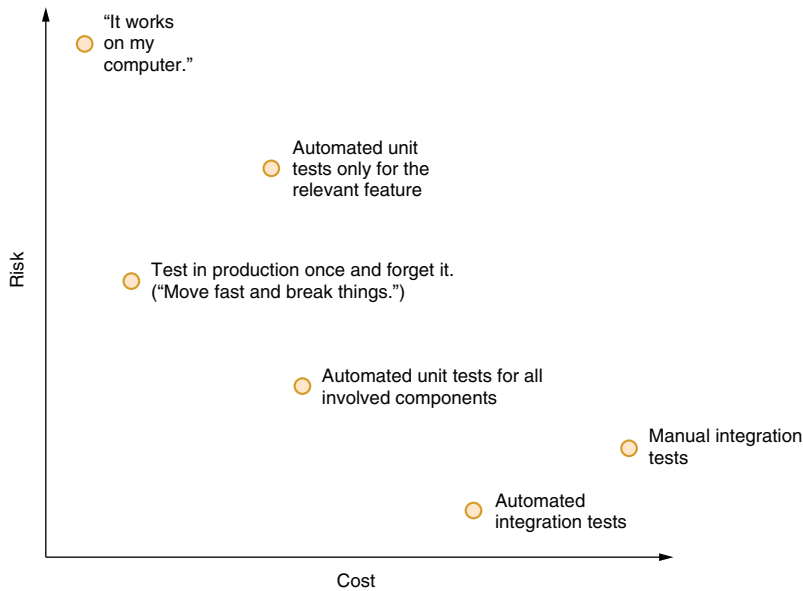 “It works
on my
computer.”
Automated unit
tests only for the
relevant feature
Risk
Test in production once and forget it.
(“Move fast and break things.”)
Automated unit tests for all
involved components
Manual integration
tests
Automated
integration tests
Cost